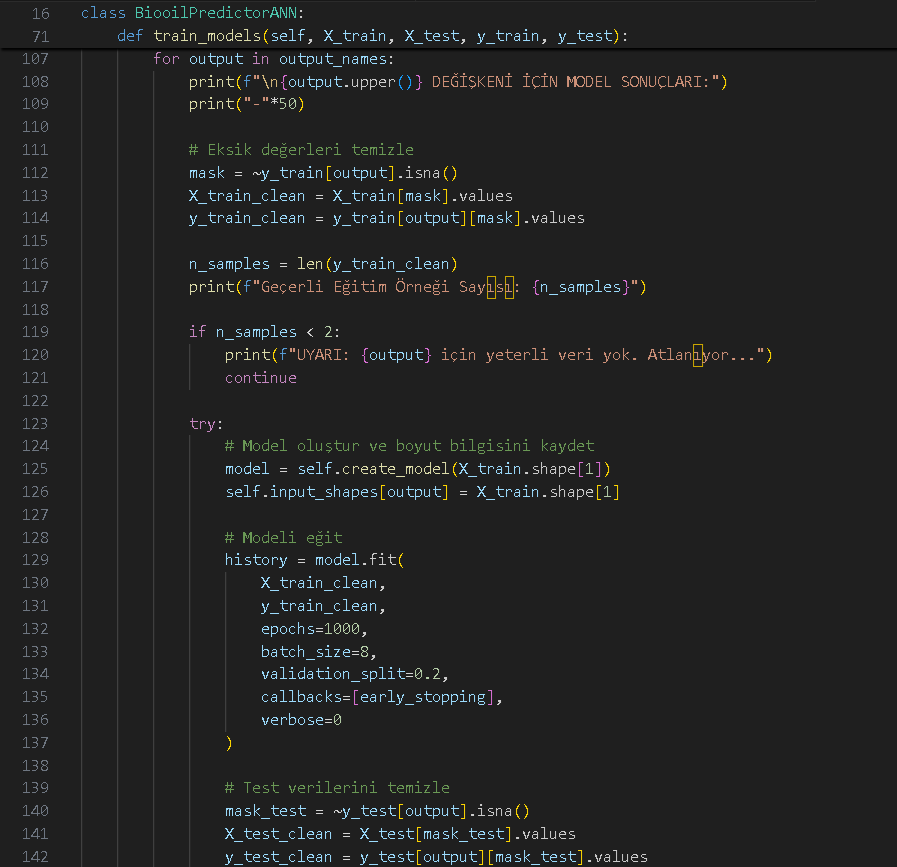 16 class BiooilPredictorANN:
71 def train_models(self, X_train, X_test, y_train, y_test):
107 for output in output_names:
108 print(f"\n{output.upper()} DEĞİŞKENİ İÇİN MODEL SONUÇLARI:")
109 print("-"*50)
110
111 # Eksik değerleri temizle
112 mask = ~y_train[output].isna()
113 X_train_clean = X_train[mask].values
114 y_train_clean = y_train[output][mask].values
115
116 n_samples = len(y_train_clean)
117 print(f"Geçerli Eğitim Örneği Sayısı: {n_samples}")
118
119 if n_samples < 2:
120 print(f"UYARI: {output} için yeterli veri yok. Atlanıyor...")
121 continue
122
123 try:
124 # Model oluştur ve boyut bilgisini kaydet
125 model = self.create_model(X_train.shape[1])
126 self.input_shapes[output] = X_train.shape[1]
127
128 # Modeli eğit
129 history = model.fit(
130 X_train_clean,
131 y_train_clean,
132 epochs=1000,
133 batch_size=8,
134 validation_split=0.2,
135 callbacks=[early_stopping],
136 verbose=0
137 )
138
139 # Test verilerini temizle
140 mask_test = ~y_test[output].isna()
141 X_test_clean = X_test[mask_test].values
142 y_test_clean = y_test[output][mask_test].values